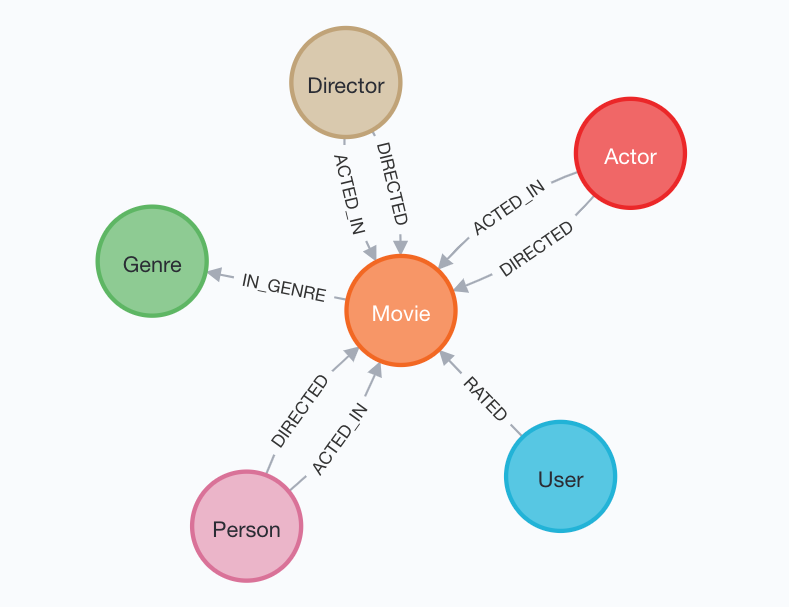 Director
Actor
ACTED_IN
DIRECTED
ACTED_IN
DIRECTED
Genre
IN_GENRE
Movie
DIRECTED
ACTED_IN
RATED
User
Person